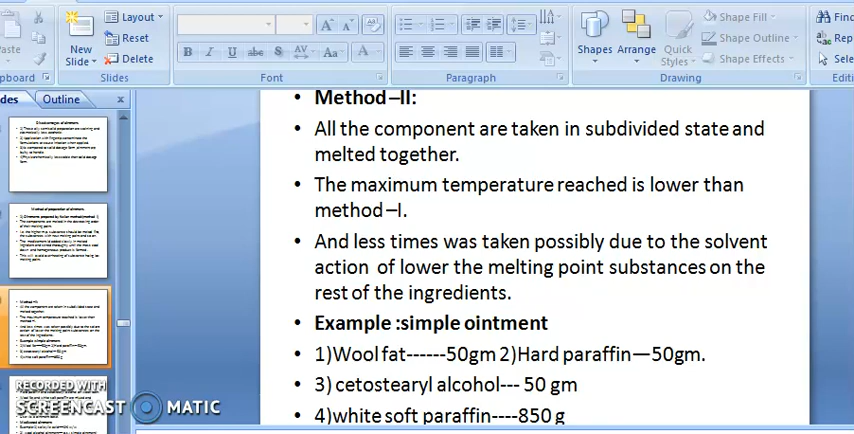 Layout
Reset
New
Slide
Delete
Slides
B I U abc S AV Aa A
Font
Paragraph
Shapes
Arrange
Quick
Styles
Shape Fill
Shape Outline
Shape Effects
Drawing
Outline
Method–II:
All the component are taken in subdivided state and
melted together.
The maximum temperature reached is lower than
method –I.
And less times was taken possibly due to the solvent
action of lower the melting point substances on the
rest of the ingredients.
Example :simple ointment
1)Wool fat------50gm 2)Hard paraffin—50gm.
3) cetostearyl alcohol--- 50 gm
4)white soft paraffin----850 g
RECORDED WITH
SCREENCAST MATIC